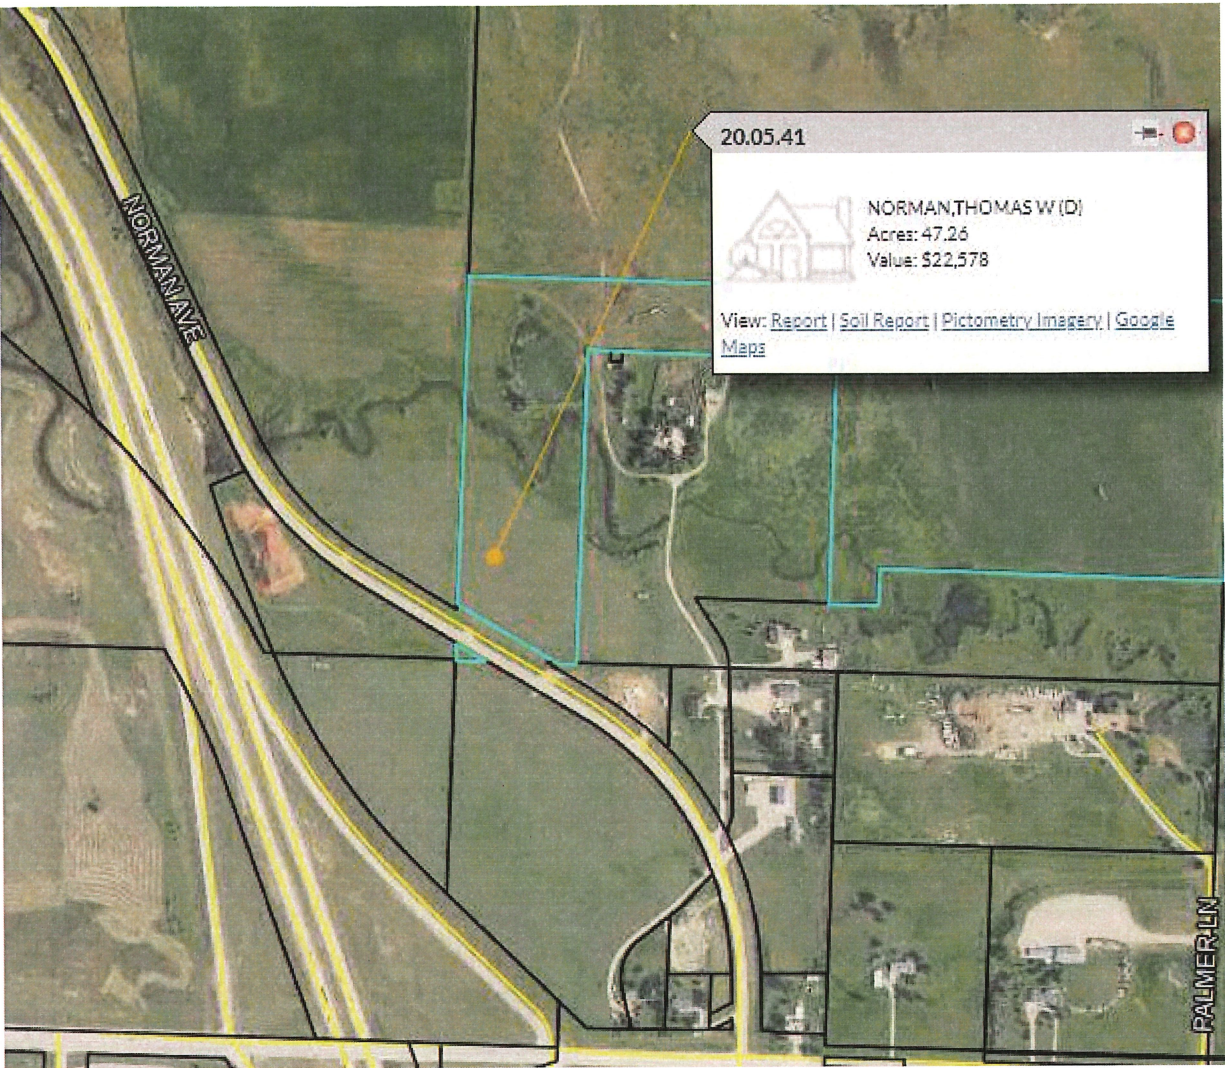 20.05.41
NORMAN,THOMAS W (D)
Acres: 47.26
Value: $22,578
View: Report | Soil Report | Pictometry Imagery | Google
Maps
NORMAN AVE
PALMER LN